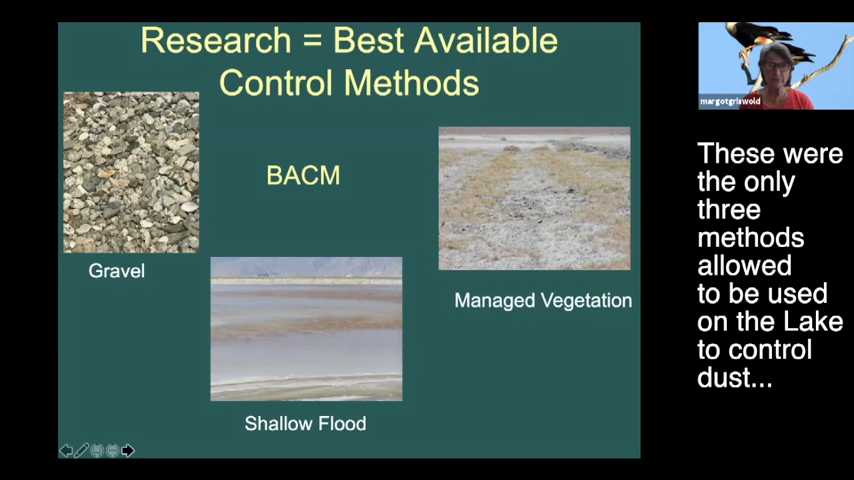 Research = Best Available
Control Methods
BACM
Gravel
Managed Vegetation
Shallow Flood
margotgriswold
These were
the only
three
methods
allowed
to be used
on the Lake
to control
dust...